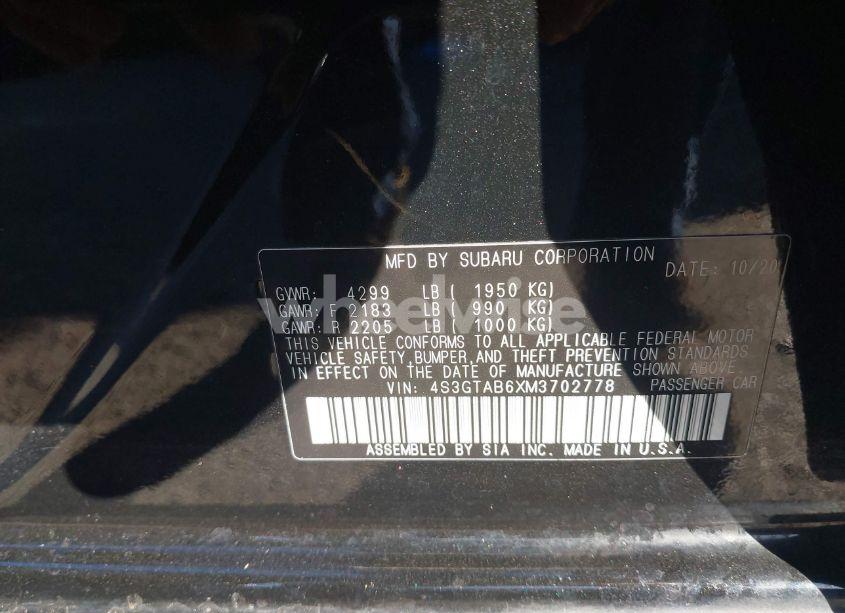 MFD BY SUBARU CORPORATION
DATE: 10/20
GVWR: 4299 LB ( 1950 KG)
GAWR: F 2183 LB ( 990 KG)
GAWR: 2205 LB ( 1000 KG)
THIS VEHICLE CONFORMS TO ALL APPLICABLE FEDERAL MOTOR
VEHICLE SAFETY, BUMPER, AND THEFT PREVENTION STANDARDS
IN EFFECT ON THE DATE OF MANUFACTURE SHOWN ABOVE
VIN: 4S3GTAB6XM3702778 PASSENGER CAR
ASSEMBLED BY SIA INC. MADE IN U.S.A.
wheelwise